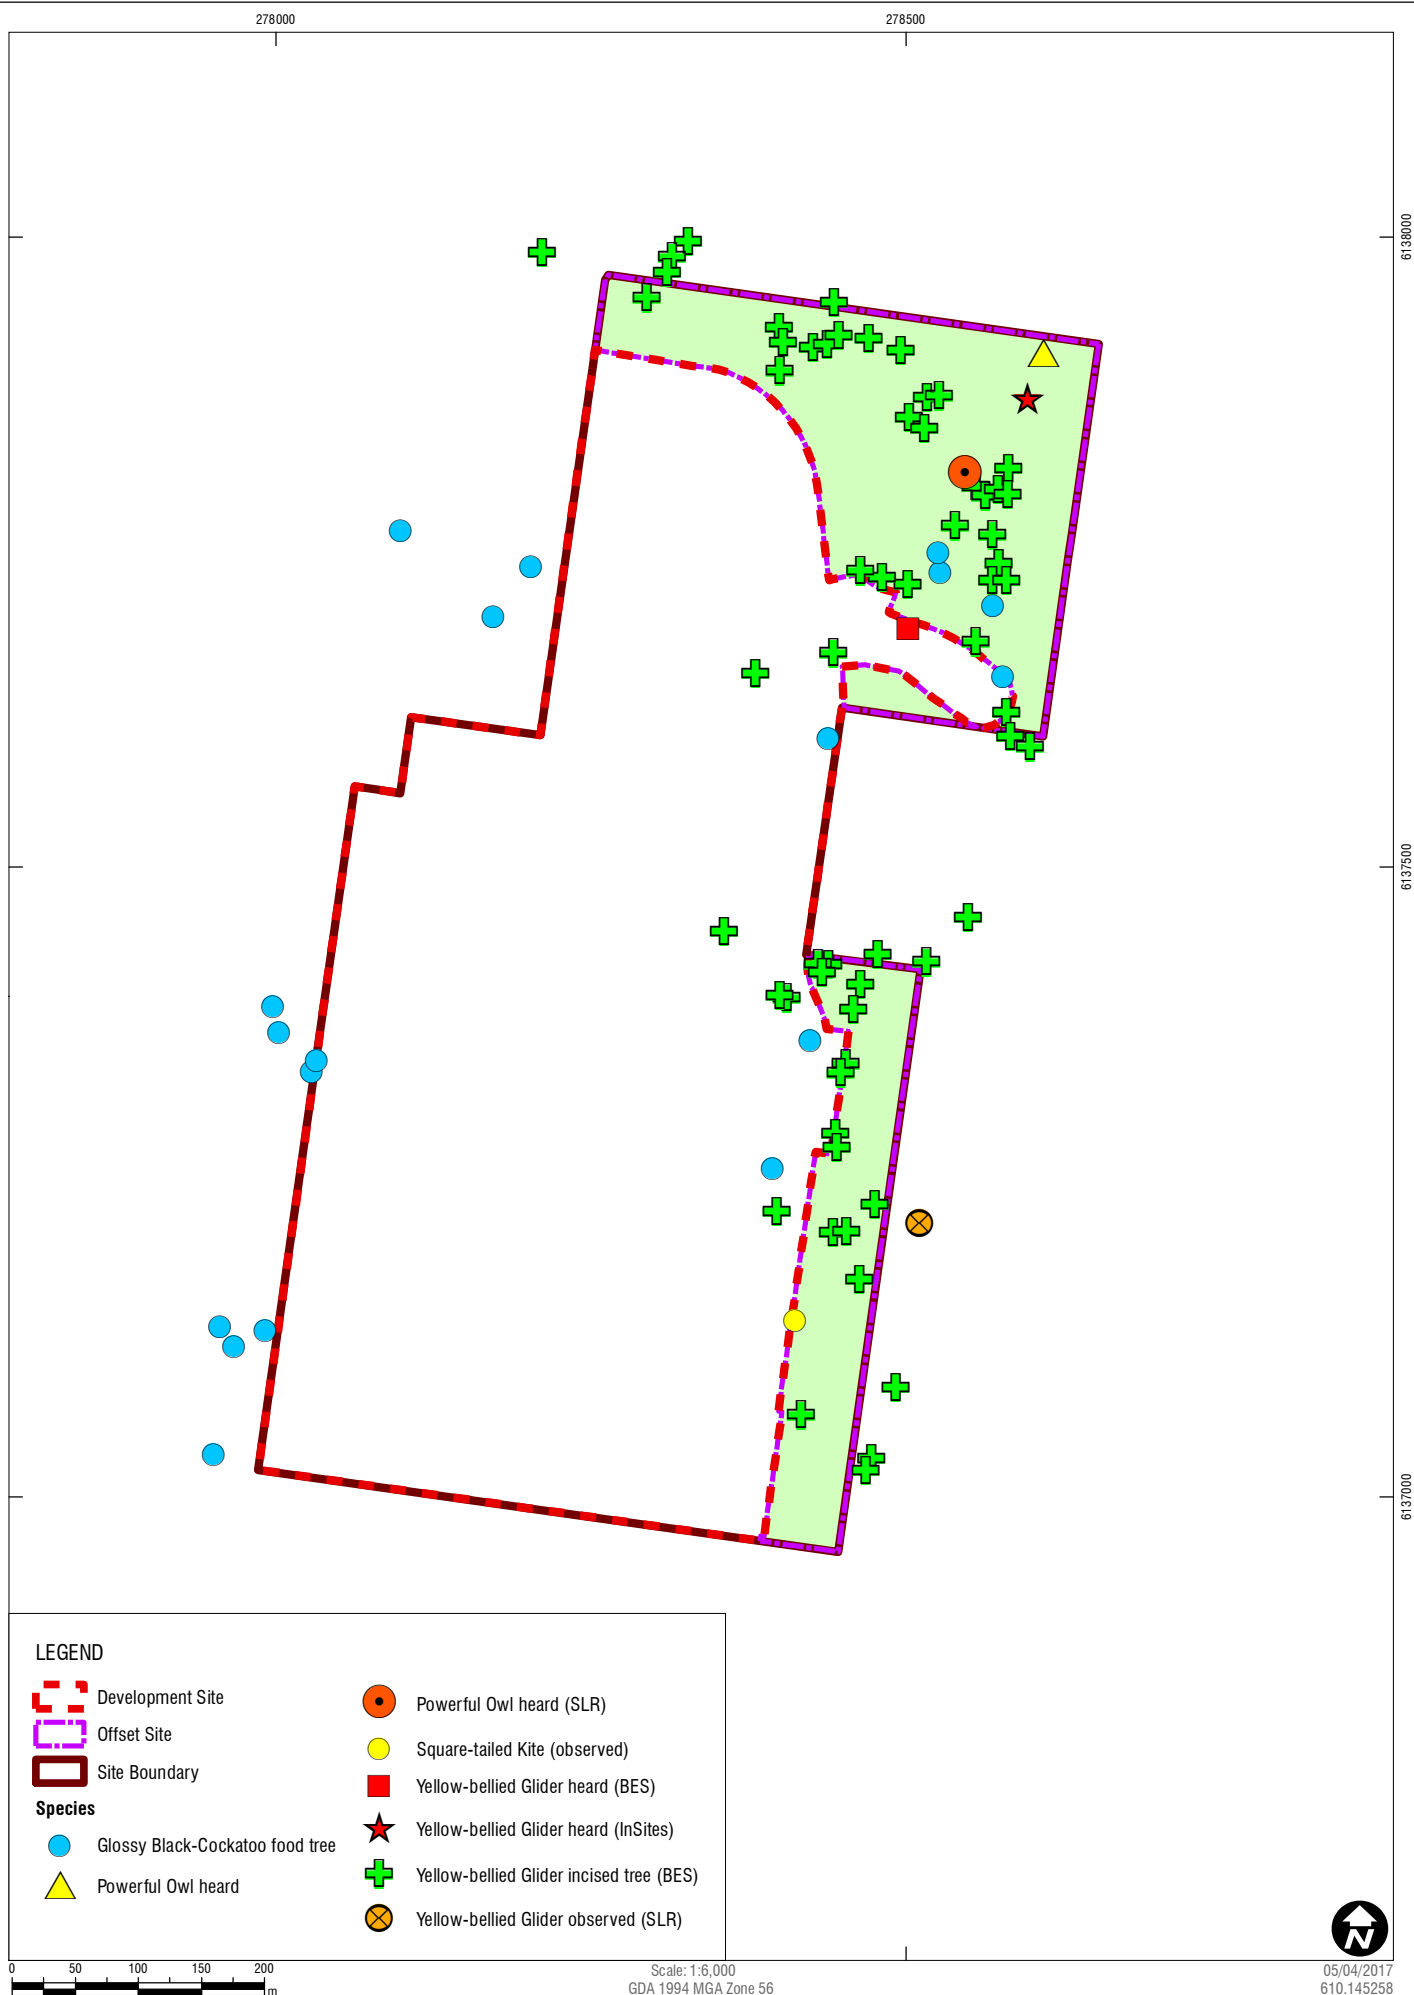 278000
278500
6138000
6137500
6137000
LEGEND
Development Site
Offset Site
Site Boundary
Species
Glossy Black-Cockatoo food tree
Powerful Owl heard
Powerful Owl heard (SLR)
Square-tailed Kite (observed)
Yellow-bellied Glider heard (BES)
Yellow-bellied Glider heard (InSites)
Yellow-bellied Glider incised tree (BES)
Yellow-bellied Glider observed (SLR)
N
0 50 100 150 200
m
Scale: 1:6,000
GDA 1994 MGA Zone 56
05/04/2017
610.145258